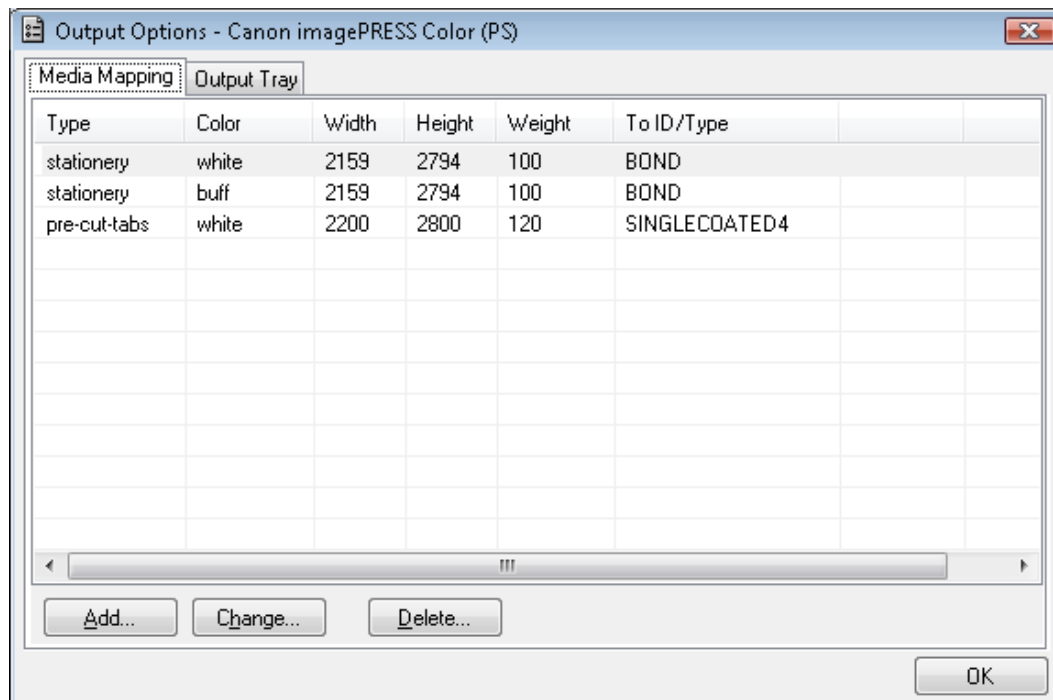 Output Options - Canon imagePRESS Color (PS)
Media Mapping Output Tray
Type Color Width Height Weight To ID/Type
stationery white 2159 2794 100 BOND
stationery buff 2159 2794 100 BOND
pre-cut-tabs white 2200 2800 120 SINGLECOATED4
Add... Change... Delete...
OK